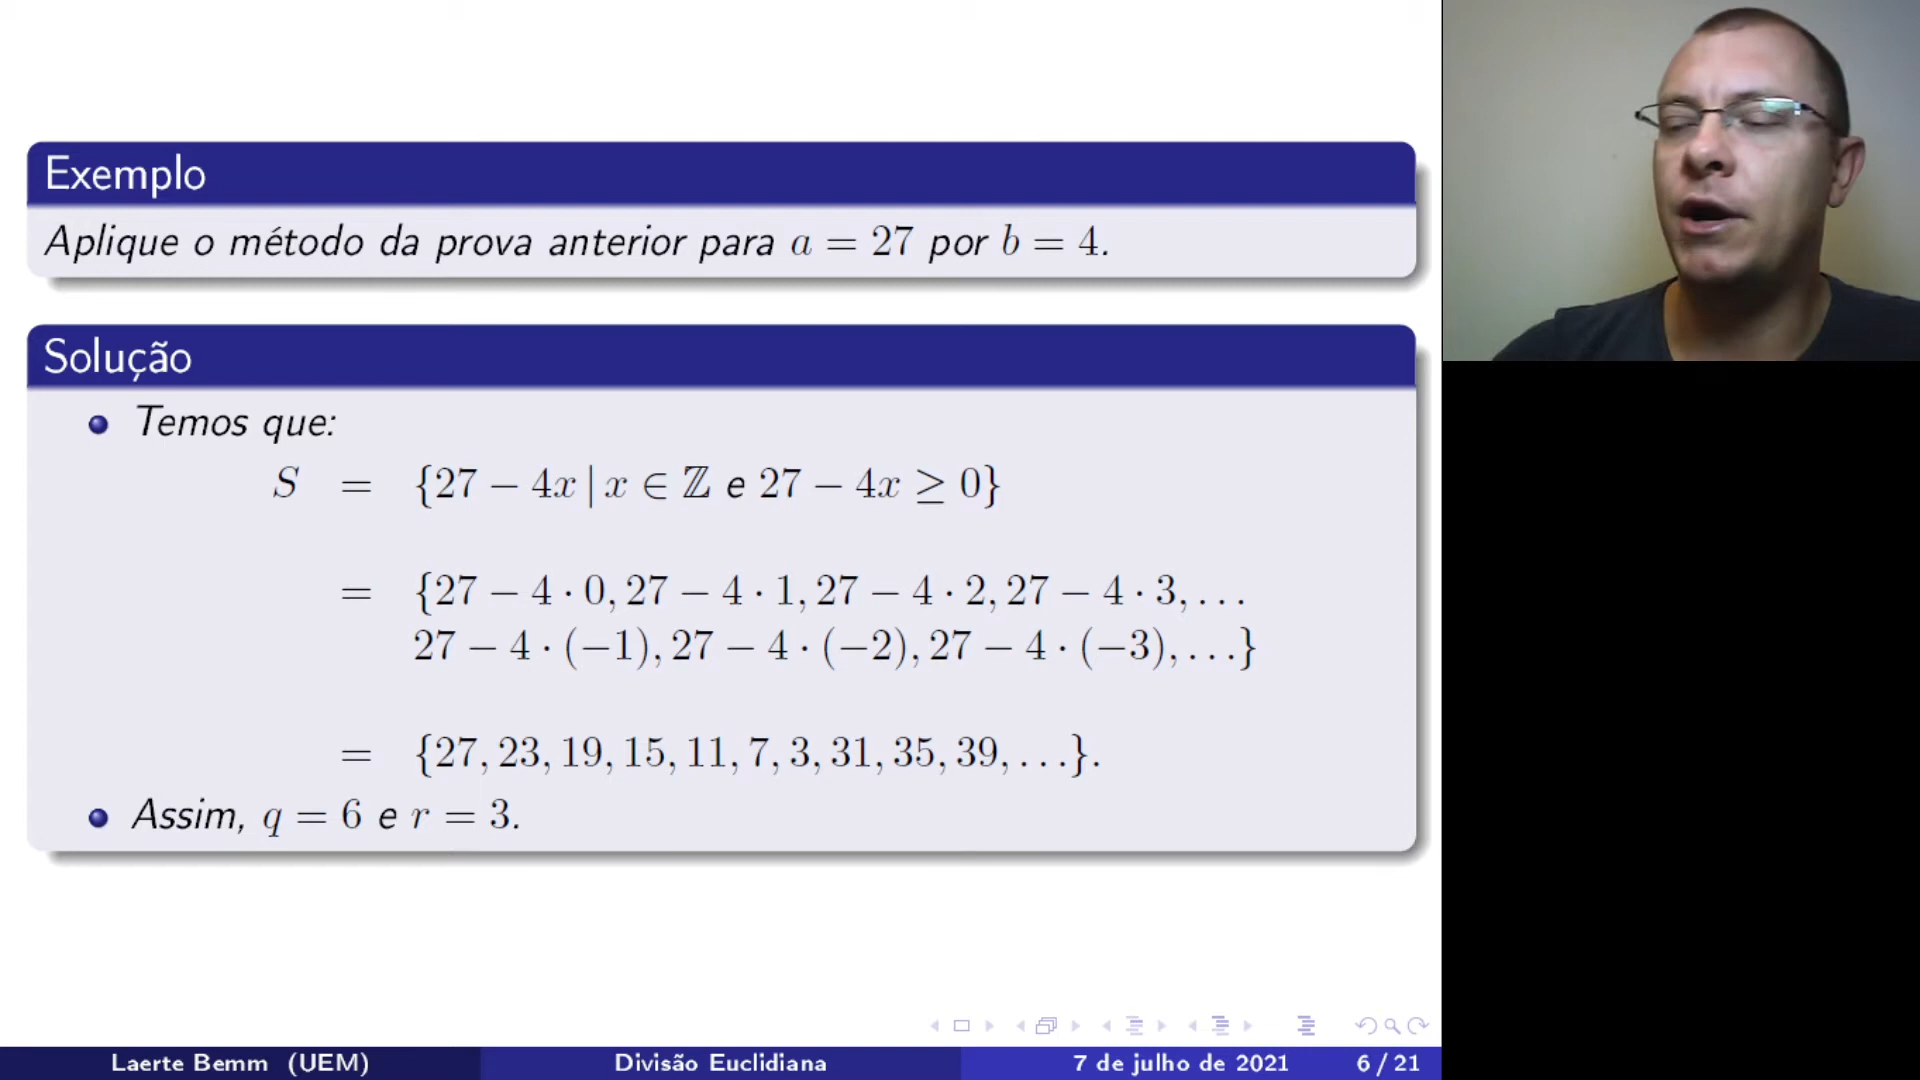 Exemplo
Aplique o método da prova anterior para a = 27 por b = 4.
Solução
Temos que:
S = {27 − 4x | x ∈ ℤ e 27 − 4x ≥ 0}
= {27 − 4 · 0, 27 − 4 · 1, 27 − 4 · 2, 27 − 4 · 3, . . .
27 − 4 · (−1), 27 − 4 · (−2), 27 − 4 · (−3), . . .}
= {27, 23, 19, 15, 11, 7, 3, 31, 35, 39, . . .}.
Assim, q = 6 e r = 3.
Laerte Bemm (UEM) Divisão Euclidiana 7 de julho de 2021 6 / 21